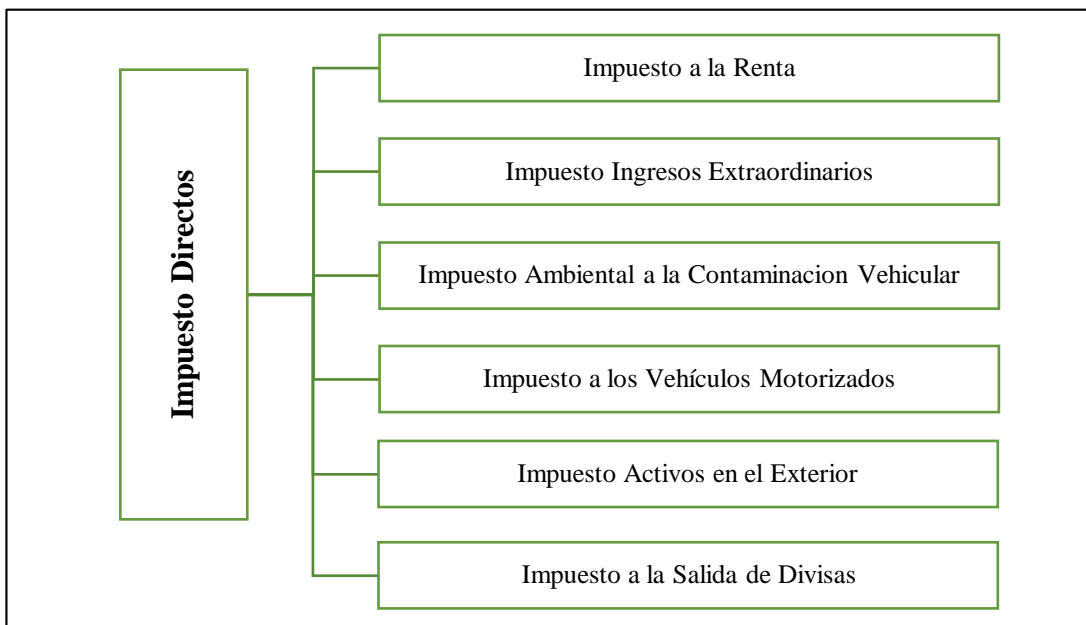 Impuesto Directos
Impuesto a la Renta
Impuesto Ingresos Extraordinarios
Impuesto Ambiental a la Contaminacion Vehicular
Impuesto a los Vehículos Motorizados
Impuesto Activos en el Exterior
Impuesto a la Salida de Divisas